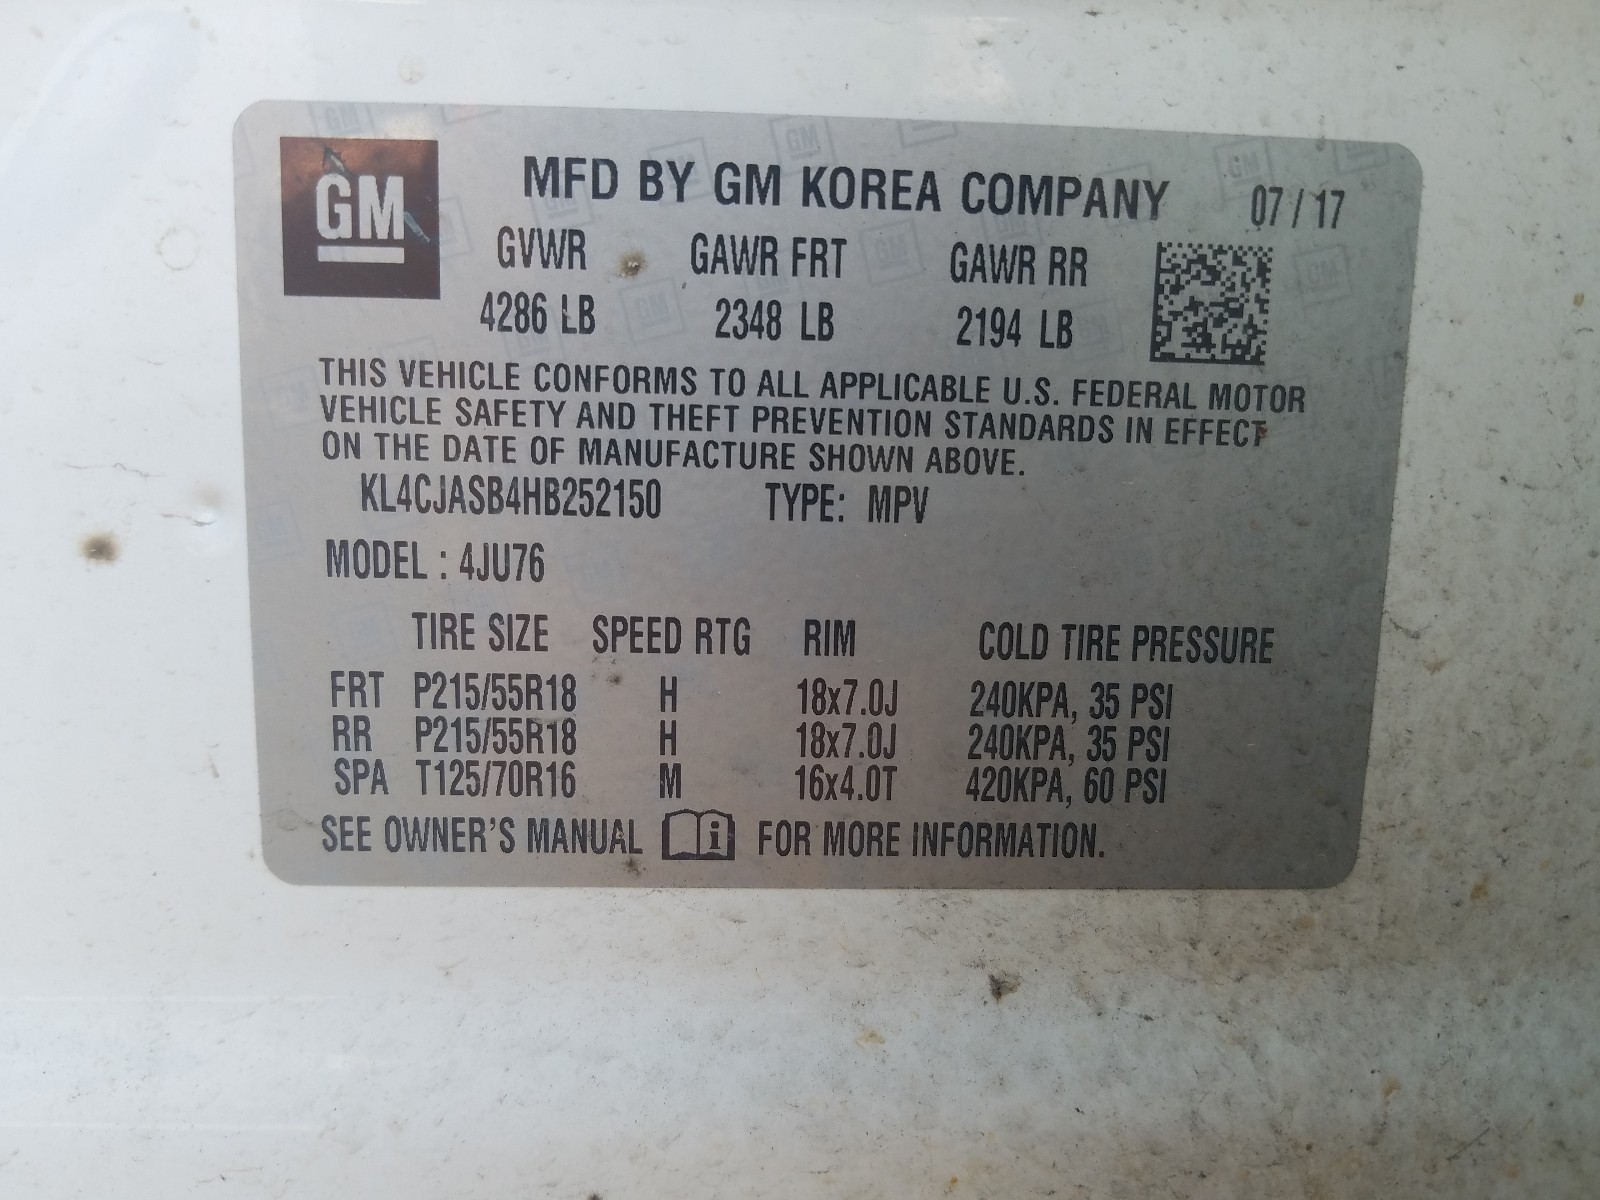 GM
MFD BY GM KOREA COMPANY 07/17
GVWR GAWR FRT GAWR RR
4286 LB 2348 LB 2194 LB
THIS VEHICLE CONFORMS TO ALL APPLICABLE U.S. FEDERAL MOTOR
VEHICLE SAFETY AND THEFT PREVENTION STANDARDS IN EFFECT
ON THE DATE OF MANUFACTURE SHOWN ABOVE.
KL4CJASB4HB252150 TYPE: MPV
MODEL : 4JU76
TIRE SIZE SPEED RTG RIM COLD TIRE PRESSURE
FRT P215/55R18 H 18x7.0J 240KPA, 35 PSI
RR P215/55R18 H 18x7.0J 240KPA, 35 PSI
SPA T125/70R16 M 16x4.0T 420KPA, 60 PSI
SEE OWNER'S MANUAL i FOR MORE INFORMATION.